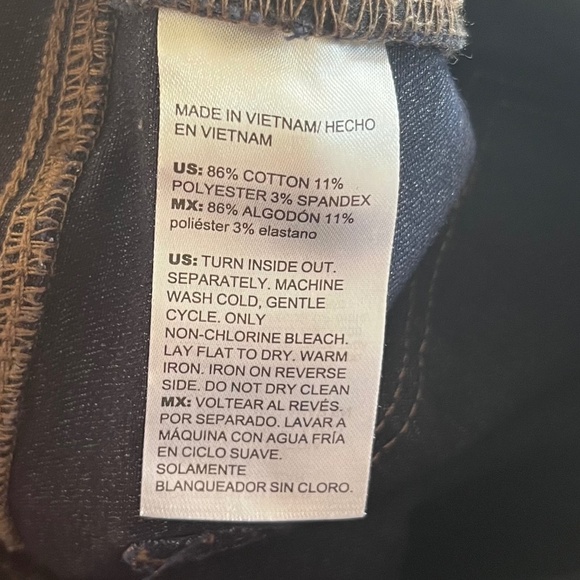 MADE IN VIETNAM/ HECHO
EN VIETNAM
US: 86% COTTON 11%
POLYESTER 3% SPANDEX
MX: 86% ALGODÓN 11%
poliéster 3% elastano
US: TURN INSIDE OUT.
SEPARATELY. MACHINE
WASH COLD, GENTLE
CYCLE. ONLY
NON-CHLORINE BLEACH.
LAY FLAT TO DRY. WARM
IRON. IRON ON REVERSE
SIDE. DO NOT DRY CLEAN
MX: VOLTEAR AL REVÉS.
POR SEPARADO. LAVAR A
MÁQUINA CON AGUA FRÍA
EN CICLO SUAVE.
SOLAMENTE
BLANQUEADOR SIN CLORO.